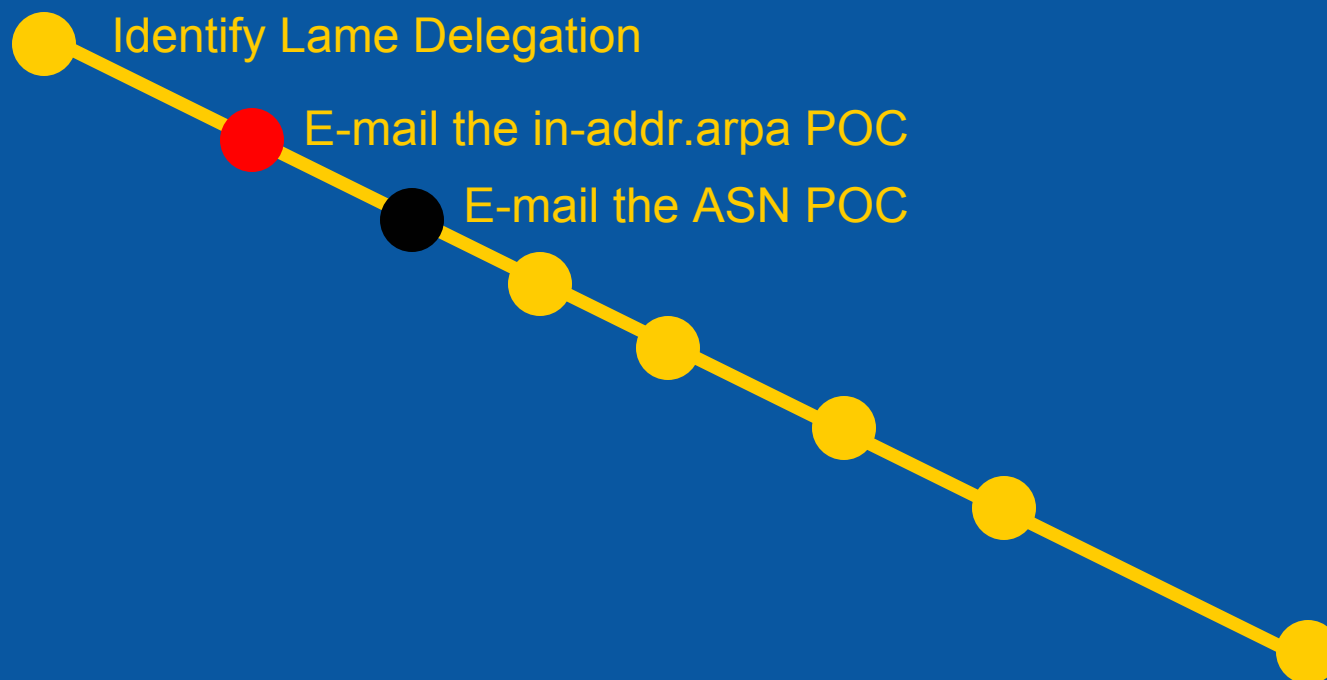 Identify Lame Delegation
E-mail the in-addr.arpa POC
E-mail the ASN POC